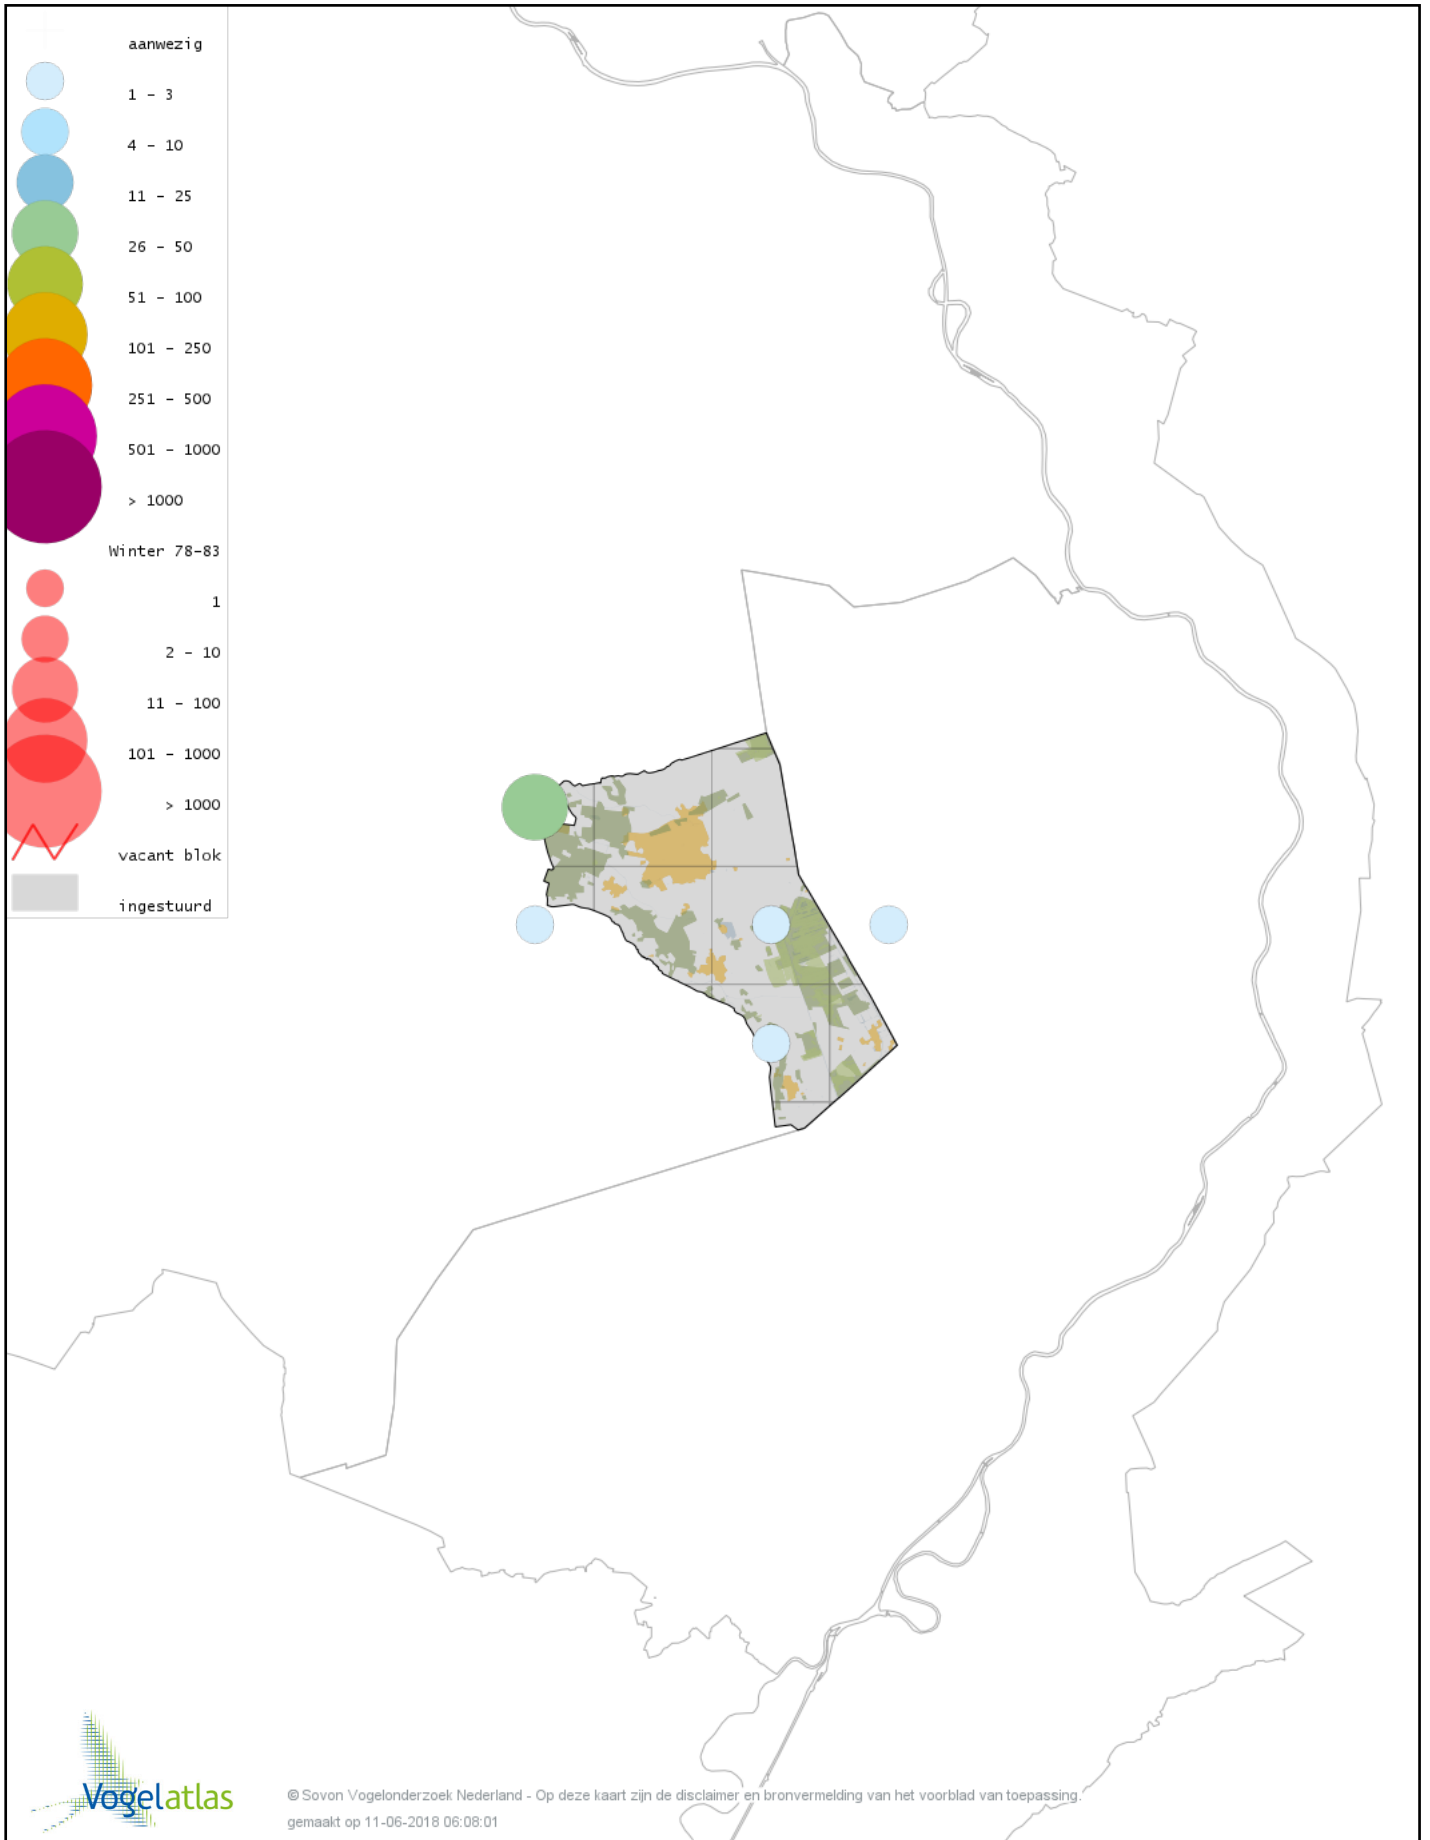 aanwezig
1 - 3
4 - 10
11 - 25
26 - 50
51 - 100
101 - 250
251 - 500
501 - 1000
> 1000
Winter 78-83
1
2 - 10
11 - 100
101 - 1000
> 1000
vacant blok
ingestuurd
Vogelatlas
© Sovon Vogelonderzoek Nederland - Op deze kaart zijn de disclaimer en bronvermelding van het voorblad van toepassing.
gemaakt op 11-06-2018 06:08:01